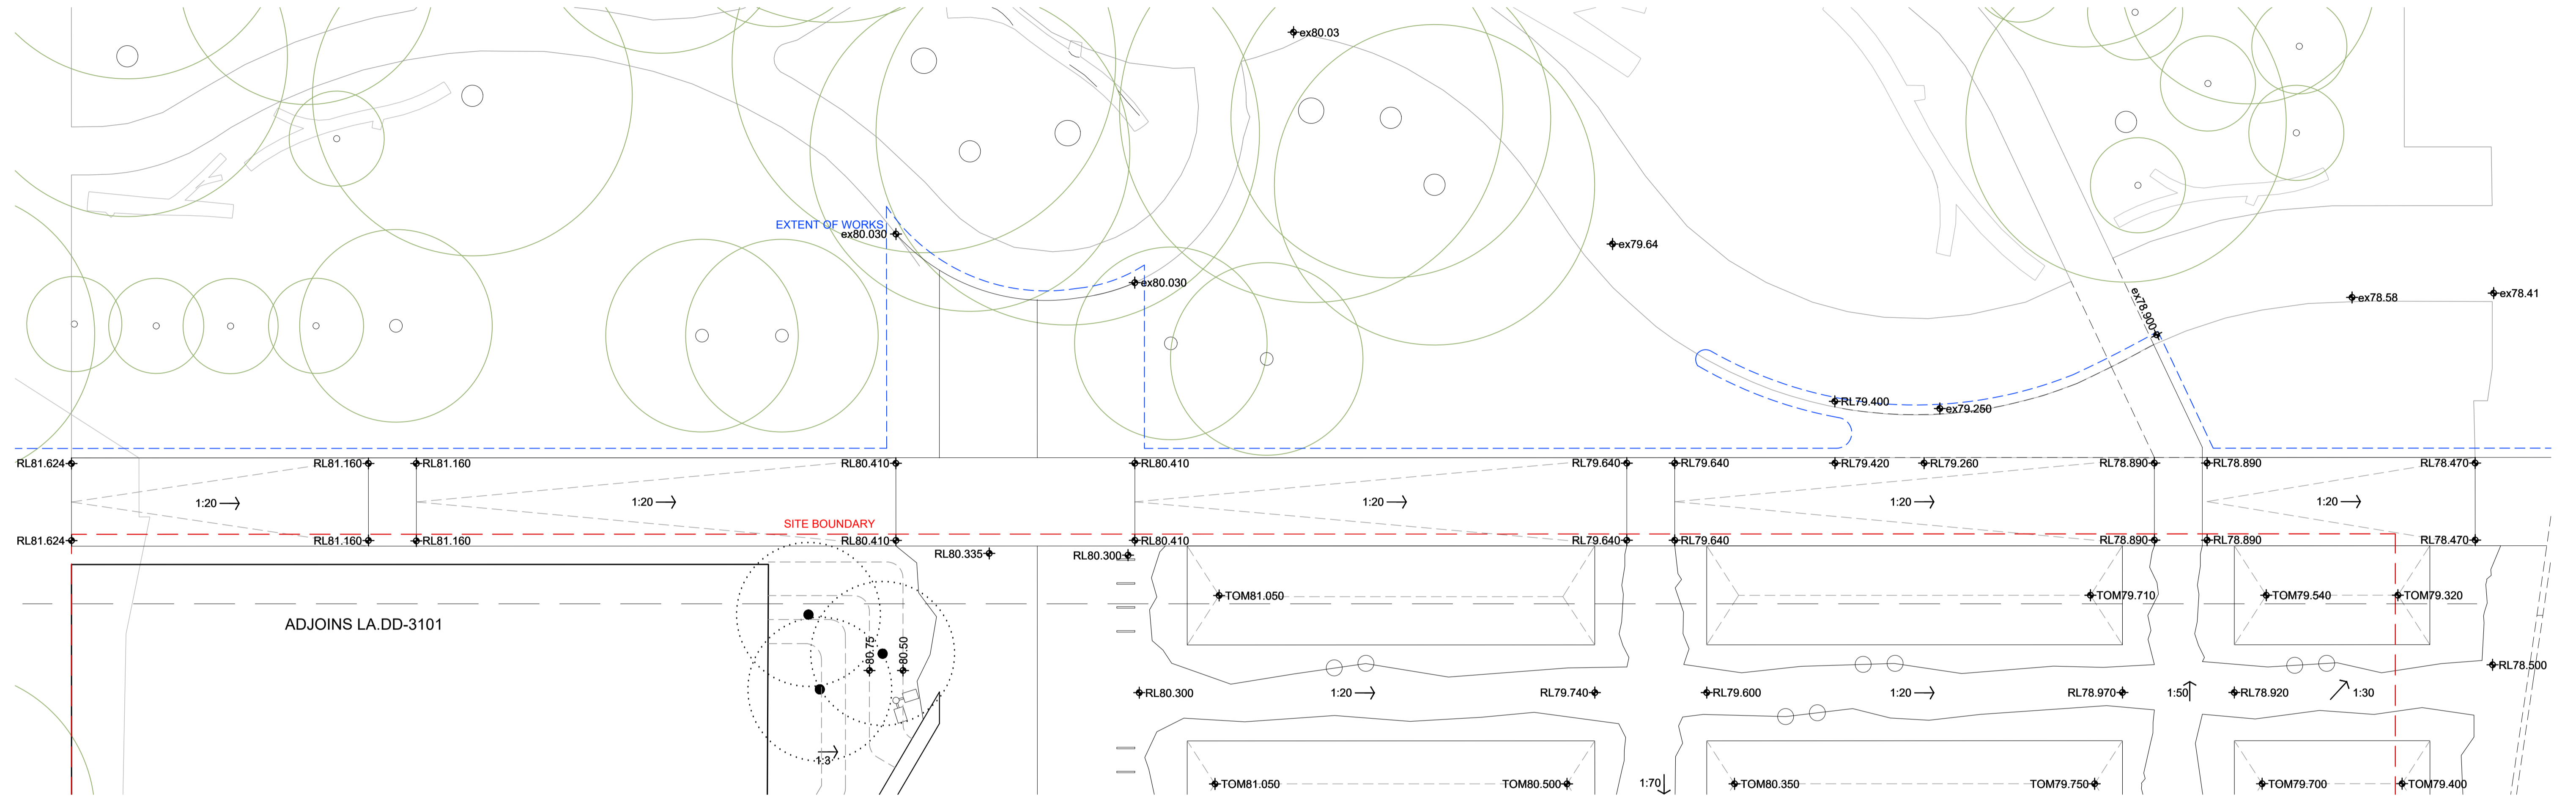 ex80.03
EXTENT OF WORKS
ex80.030
ex79.64
ex80.030
ex78.900
ex78.58
ex78.41
RL79.400
ex79.250
RL81.624
RL81.160
RL81.160
RL80.410
RL80.410
RL79.640
RL79.640
RL79.420
RL79.260
RL78.890
RL78.890
RL78.470
1:20
1:20
1:20
1:20
1:20
SITE BOUNDARY
RL81.624
RL81.160
RL81.160
RL80.410
RL80.410
RL79.640
RL79.640
RL78.890
RL78.890
RL78.470
RL80.335
RL80.300
TOM81.050
TOM79.710
TOM79.540
TOM79.320
ADJOINS LA.DD-3101
80.75
80.50
RL78.500
RL80.300
1:20
RL79.740
RL79.600
1:20
RL78.970
1:50
RL78.920
1:30
1:3
TOM81.050
TOM80.500
1:70
TOM80.350
TOM79.750
TOM79.700
TOM79.400